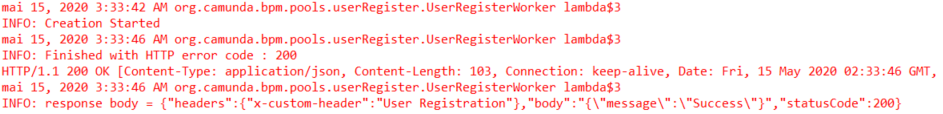 mai 15, 2020 3:33:42 AM org.camunda.bpm.pools.userRegister.UserRegisterWorker lambda$3
INFO: Creation Started
mai 15, 2020 3:33:46 AM org.camunda.bpm.pools.userRegister.UserRegisterWorker lambda$3
INFO: Finished with HTTP error code : 200
HTTP/1.1 200 OK [Content-Type: application/json, Content-Length: 103, Connection: keep-alive, Date: Fri, 15 May 2020 02:33:46 GMT,
mai 15, 2020 3:33:46 AM org.camunda.bpm.pools.userRegister.UserRegisterWorker lambda$3
INFO: response body = {"headers":{"x-custom-header":"User Registration"},"body":"{\"message\":\"Success\"}","statusCode":200}